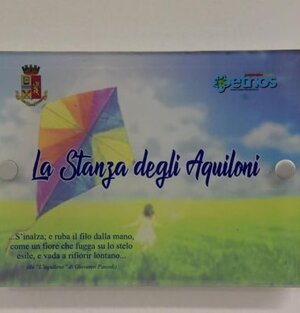 etnos
La Stanza degli Aquiloni
...S'inalza; e ruba il filo dalla mano,
come un fiore che fugga su lo stelo
esile, e vada a rifiorir lontano...
(da "L'aquilone" di Giovanni Pascoli)